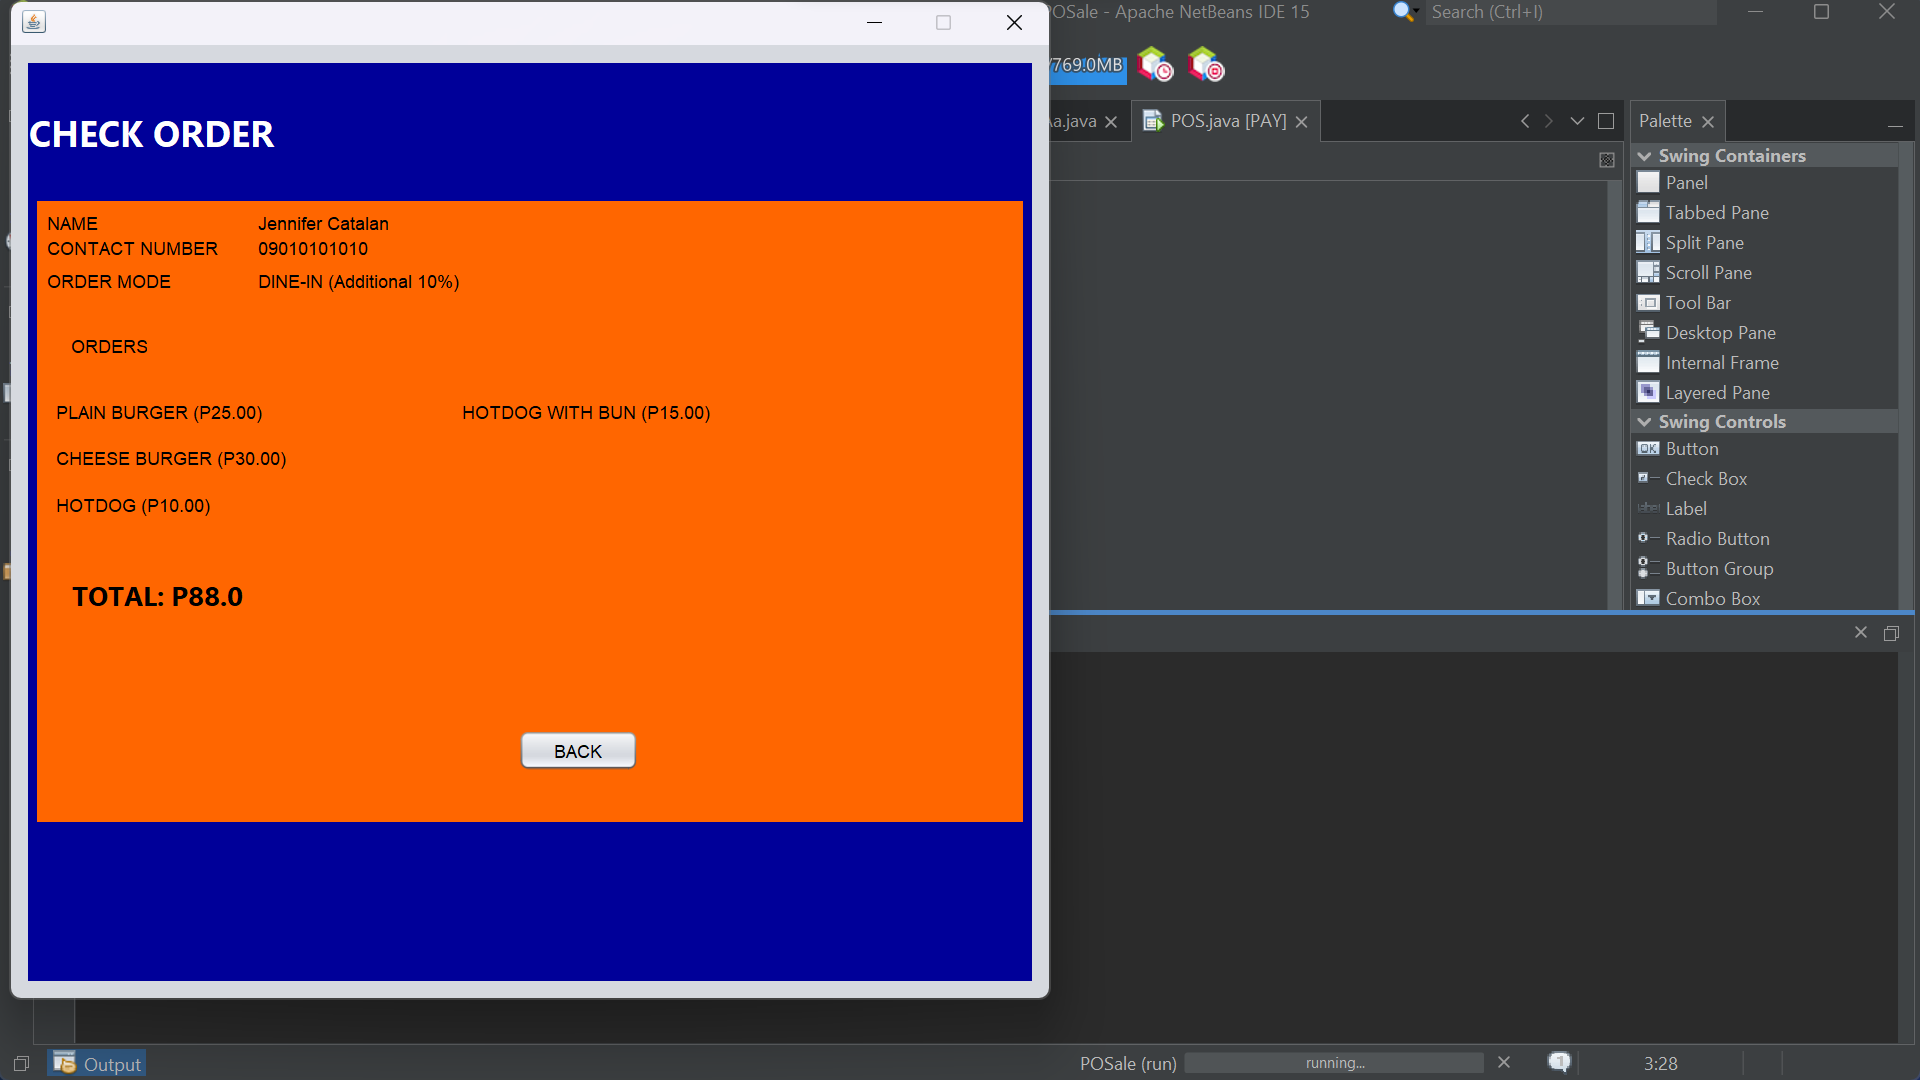 OSale - Apache NetBeans IDE 15
Search (Ctrl+I)
/769.0MB
a.java
POS.java [PAY]
Palette
CHECK ORDER
NAME Jennifer Catalan
CONTACT NUMBER 09010101010
ORDER MODE DINE-IN (Additional 10%)
ORDERS
PLAIN BURGER (P25.00) HOTDOG WITH BUN (P15.00)
CHEESE BURGER (P30.00)
HOTDOG (P10.00)
TOTAL: P88.0
BACK
Swing Containers
Panel
Tabbed Pane
Split Pane
Scroll Pane
Tool Bar
Desktop Pane
Internal Frame
Layered Pane
Swing Controls
OK Button
Check Box
Label
Radio Button
Button Group
Combo Box
Output
POSale (run)
running...
1
3:28